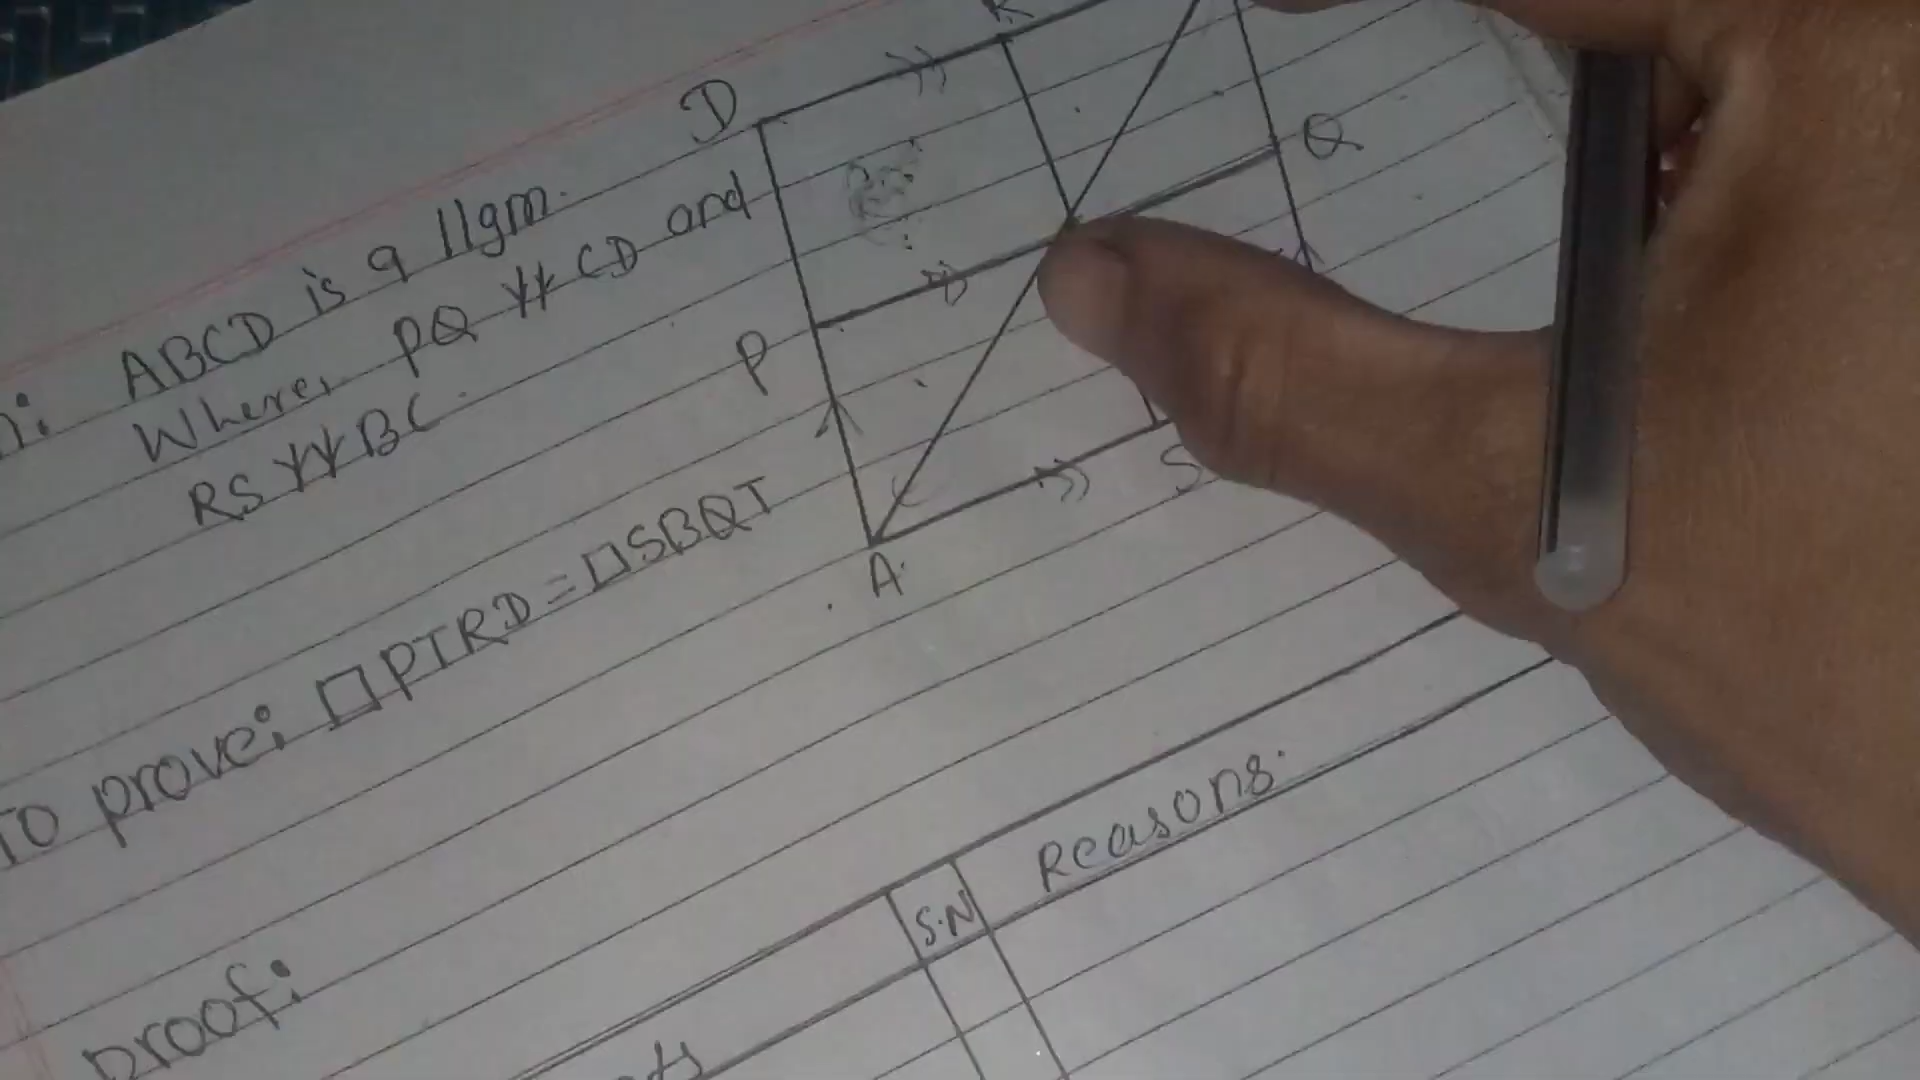 ABCD is a llgm.
Where, PQ // CD and
RS // BC.
To prove: □PTRD = □SBQT
Proof:
S.N
Reasons.
D
R
Q
P
S
A